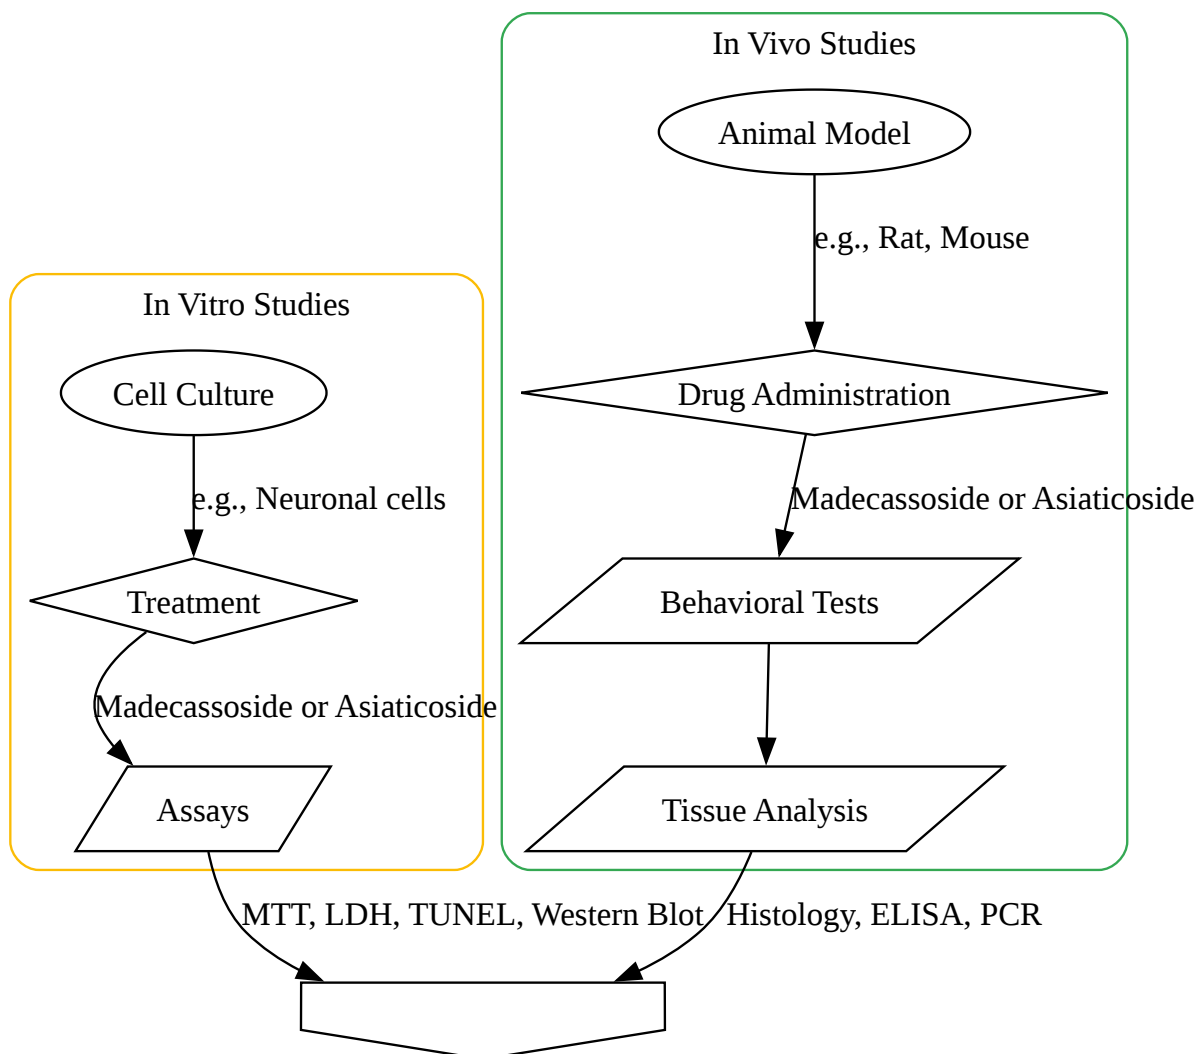 In Vivo Studies
Animal Model
e.g., Rat, Mouse
In Vitro Studies
Cell Culture
Drug Administration
e.g., Neuronal cells
Madecassoside or Asiaticoside
Treatment
Behavioral Tests
Madecassoside or Asiaticoside
Assays
Tissue Analysis
MTT, LDH, TUNEL, Western Blot
Histology, ELISA, PCR